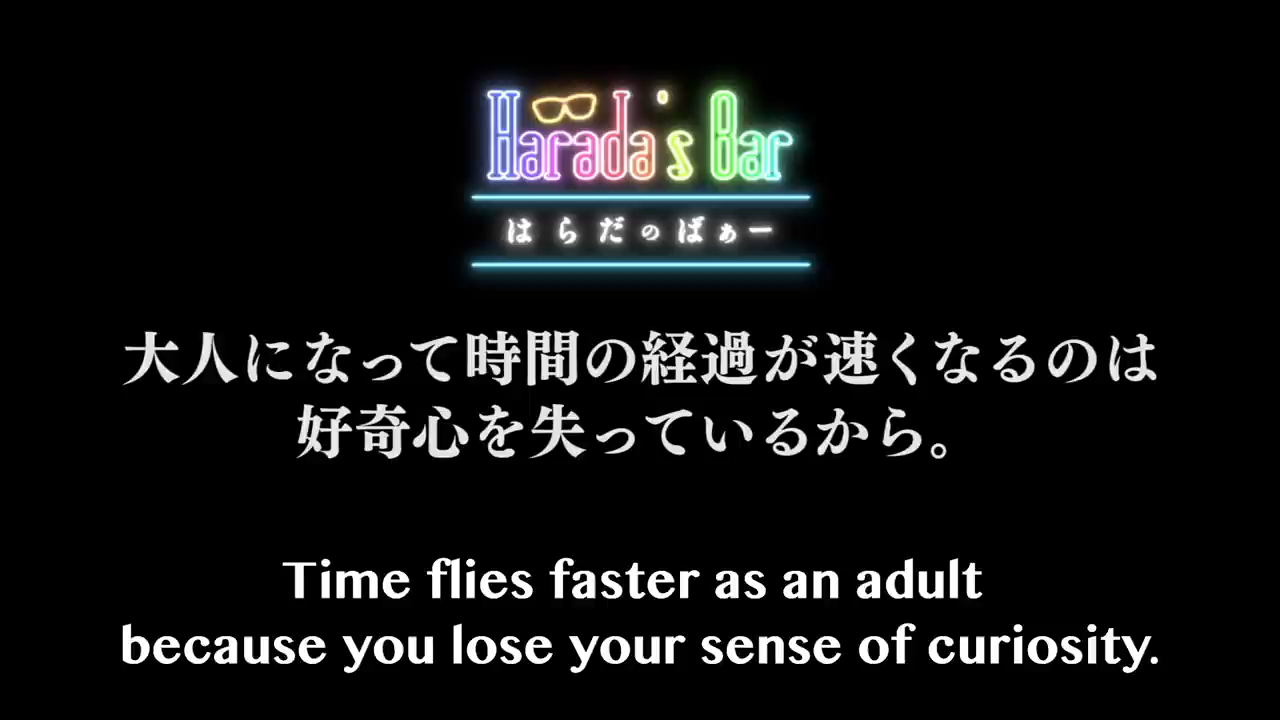 Harada's Bar
はらだのばぁー
大人になって時間の経過が速くなるのは
好奇心を失っているから。
Time flies faster as an adult
because you lose your sense of curiosity.